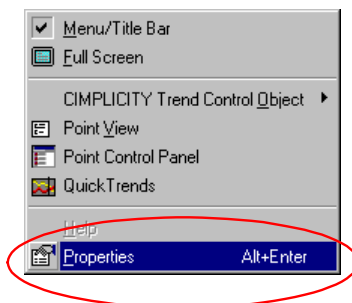 Menu/Title Bar
Full Screen
CIMPLICITY Trend Control Object
Point View
Point Control Panel
QuickTrends
Help
Properties Alt+Enter